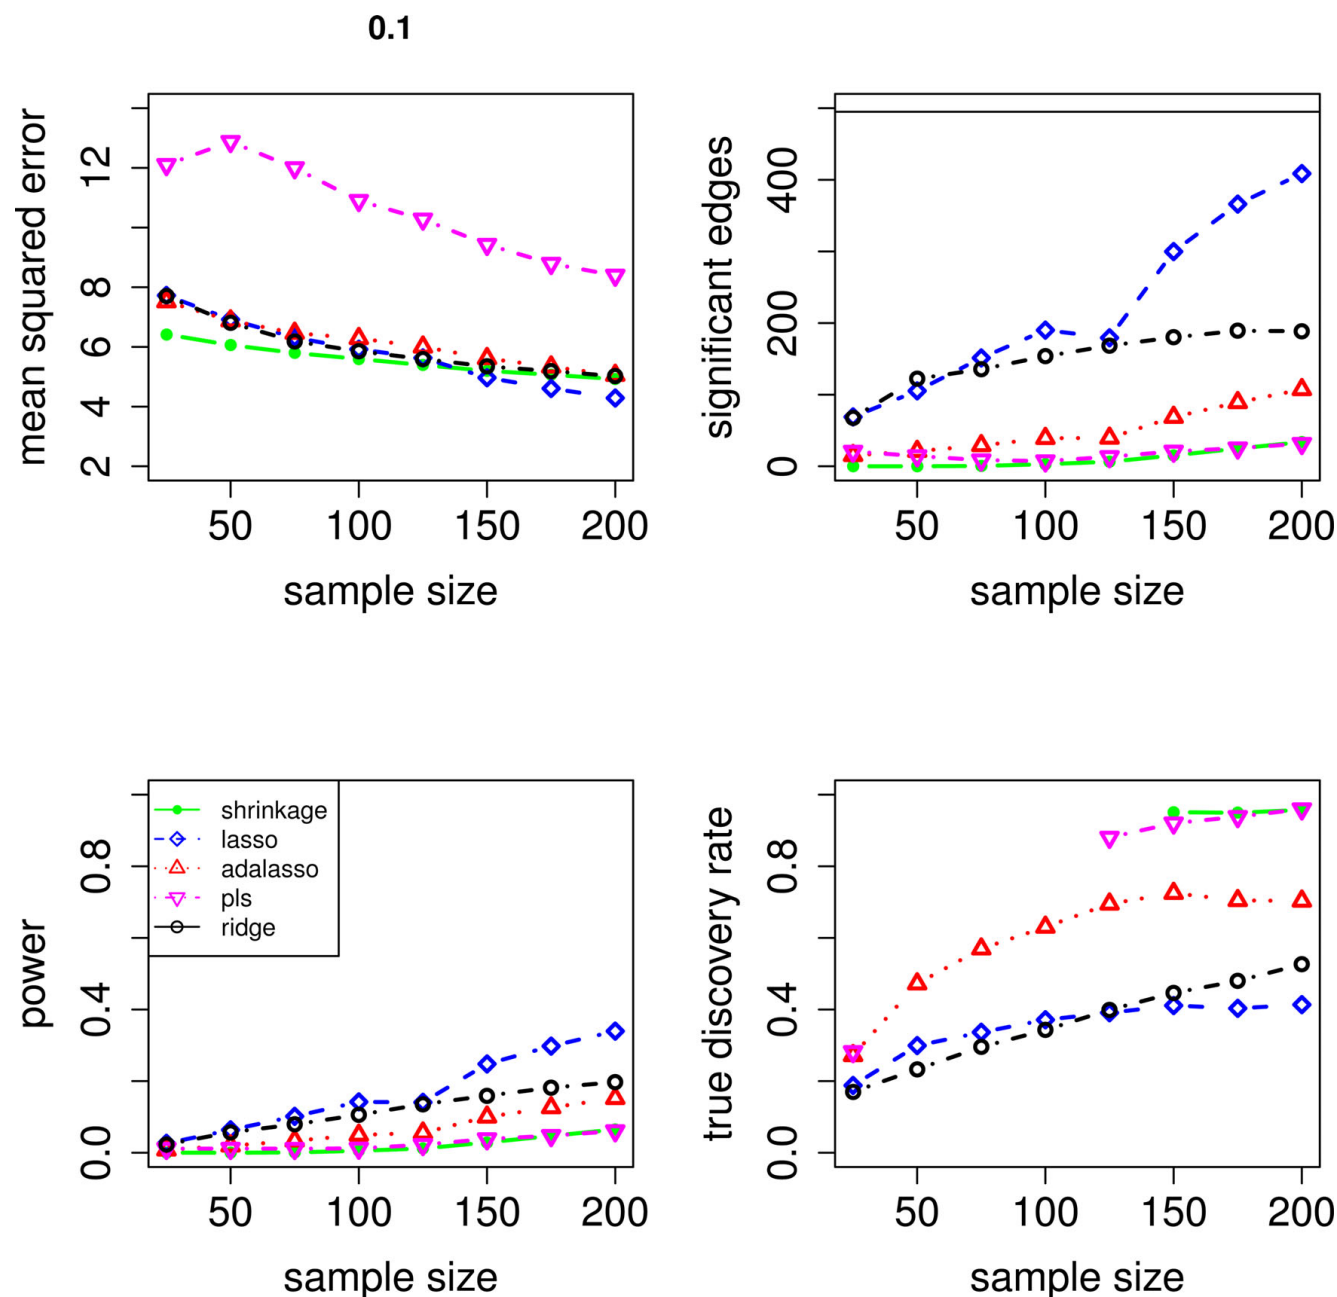 0.1
mean squared error
12
8
6
4
2
50 100 150 200
sample size
significant edges
400
200
0
50 100 150 200
sample size
power
0.8
0.4
0.0
shrinkage
lasso
adalasso
pls
ridge
50 100 150 200
sample size
true discovery rate
0.8
0.4
0.0
50 100 150 200
sample size